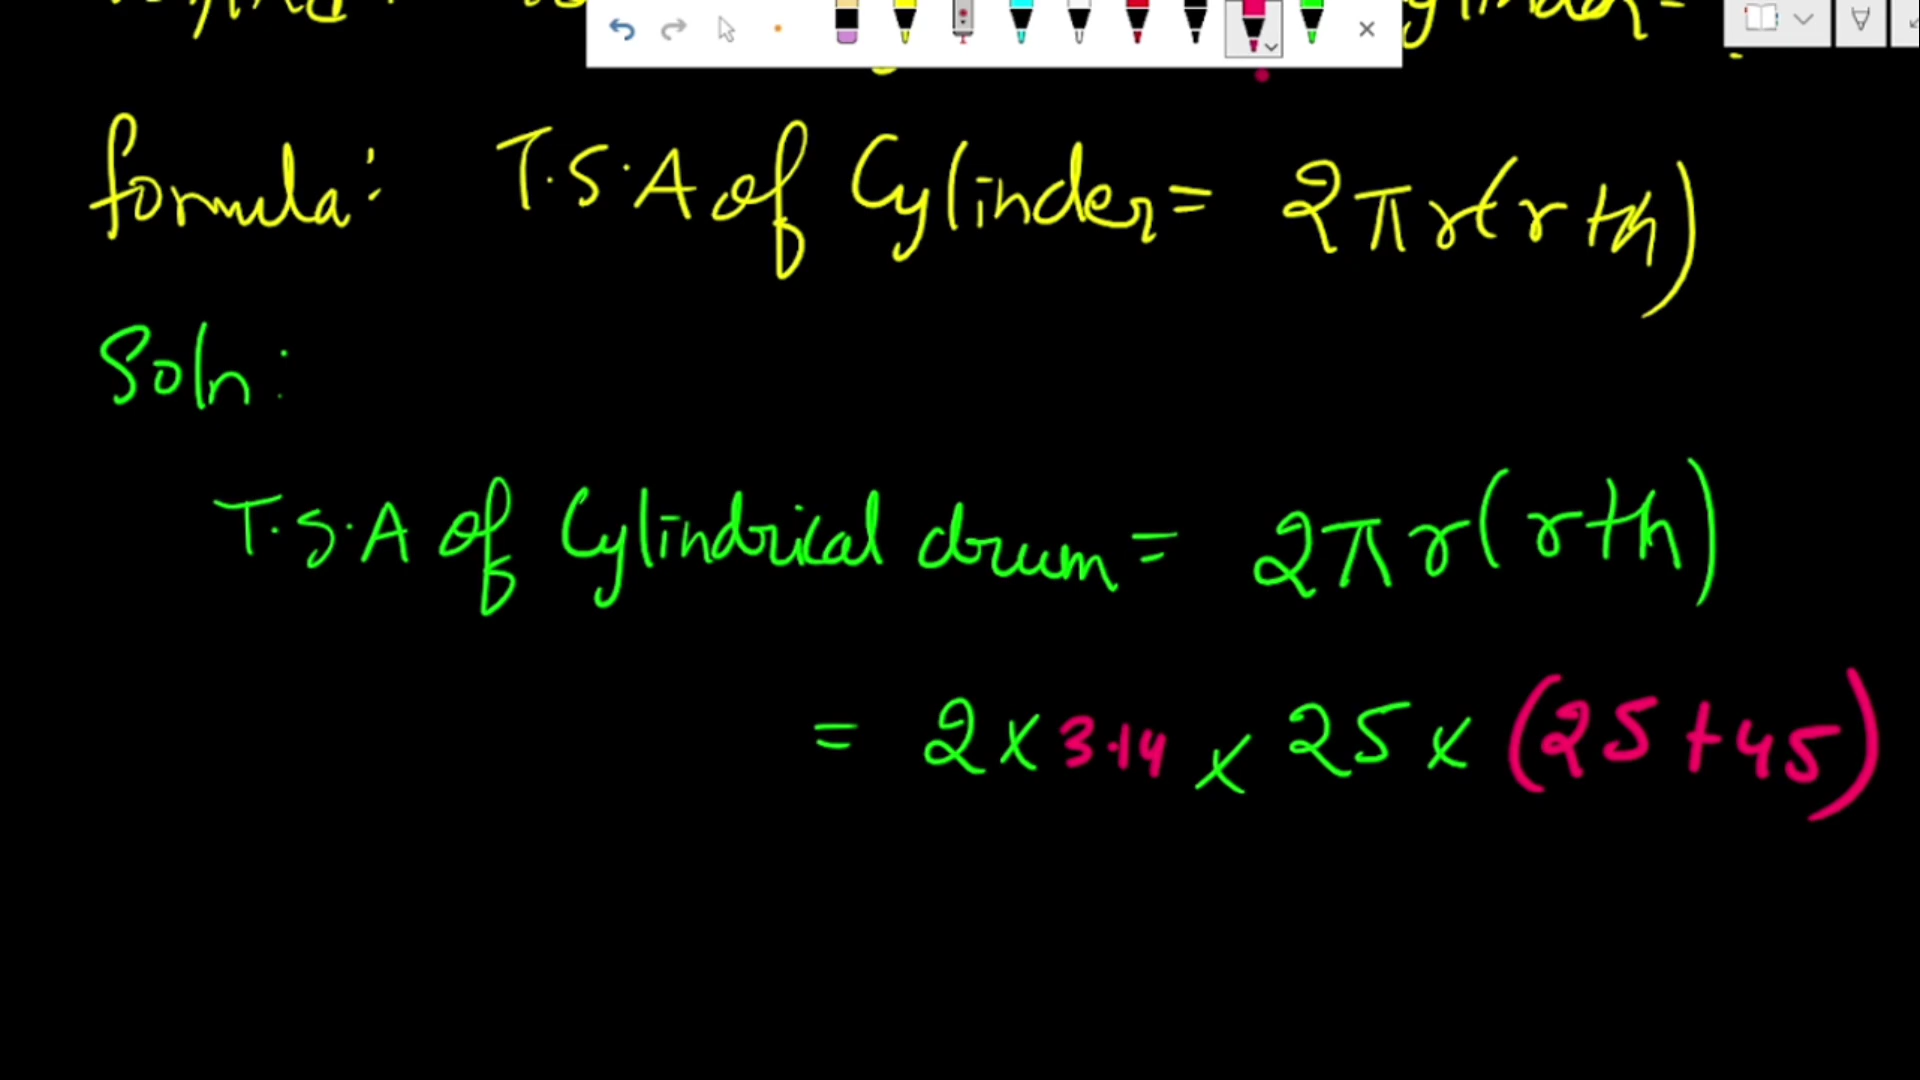 formula: T.S.A of Cylinder = 2πr(r+h)
Soln:
T.S.A of Cylindrical drum = 2πr(r+h)
= 2 x 3.14 x 25 x (25+45)